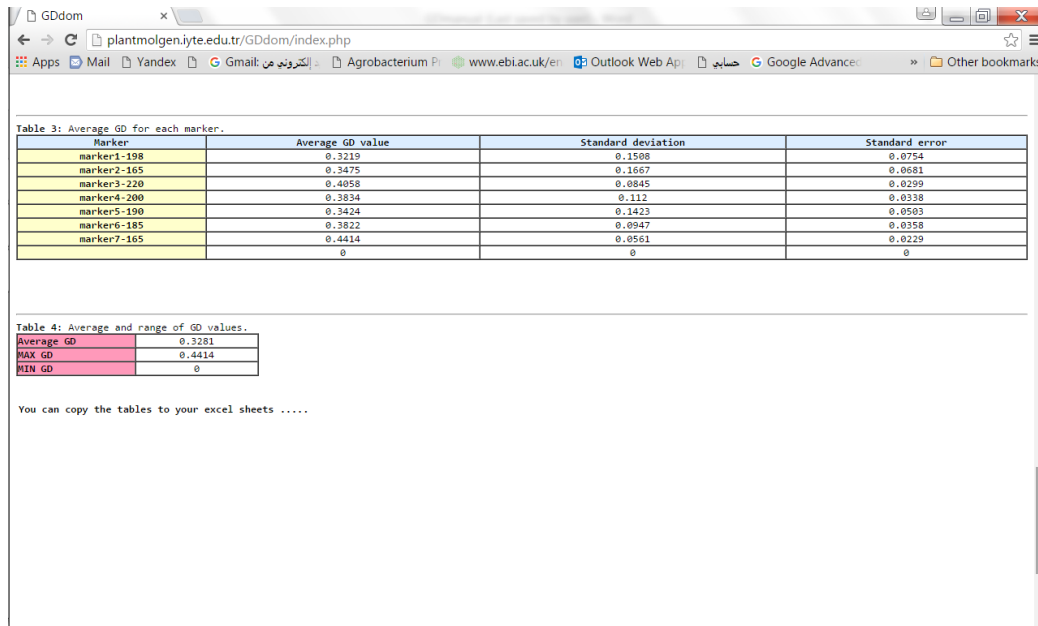 GDdom
plantmolgen.iyte.edu.tr/GDdom/index.php
Apps Mail Yandex Gmail: إلكتروني من Agrobacterium P www.ebi.ac.uk/en Outlook Web Ap حسابي Google Advanced » Other bookmarks
Table 3: Average GD for each marker.
Marker Average GD value Standard deviation Standard error
marker1-198 0.3219 0.1508 0.0754
marker2-165 0.3475 0.1667 0.0681
marker3-220 0.4058 0.0845 0.0299
marker4-200 0.3834 0.112 0.0338
marker5-190 0.3424 0.1423 0.0503
marker6-185 0.3822 0.0947 0.0358
marker7-165 0.4414 0.0561 0.0229
0 0 0
Table 4: Average and range of GD values.
Average GD 0.3281
MAX GD 0.4414
MIN GD 0
You can copy the tables to your excel sheets .....